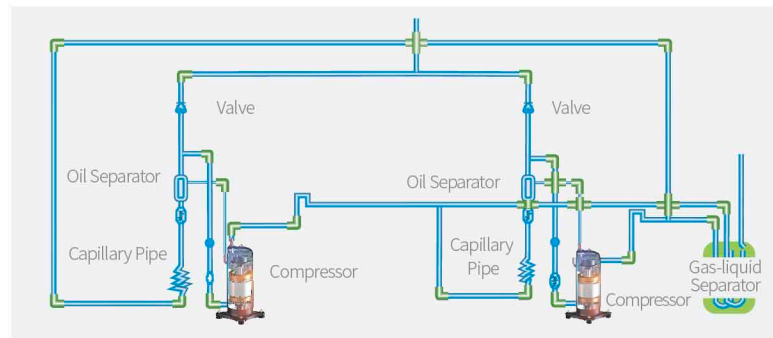 Valve
Valve
Oil Separator
Oil Separator
Capillary Pipe
Compressor
Capillary
Pipe
Compressor
Gas-liquid
Separator